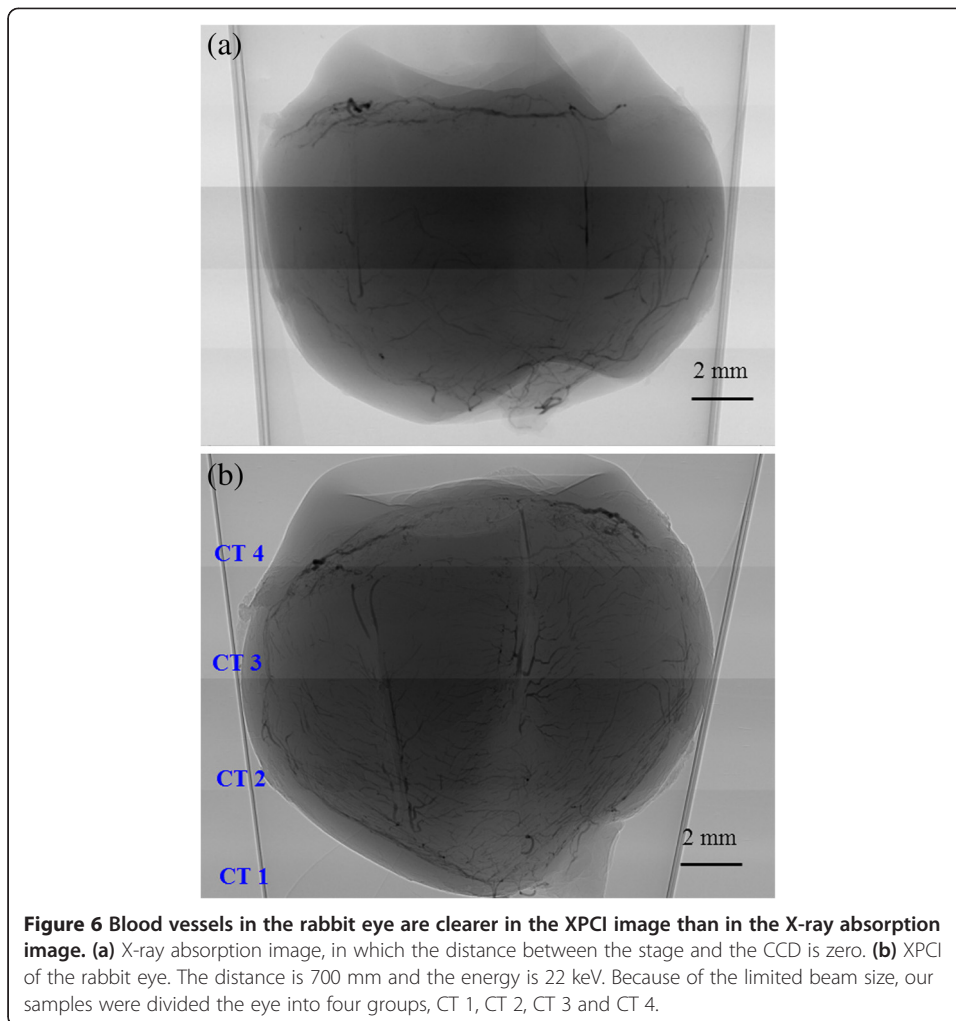 (a)
2 mm
(b)
CT 4
CT 3
CT 2
2 mm
CT 1
Figure 6 Blood vessels in the rabbit eye are clearer in the XPCI image than in the X-ray absorption
image. (a) X-ray absorption image, in which the distance between the stage and the CCD is zero. (b) XPCI
of the rabbit eye. The distance is 700 mm and the energy is 22 keV. Because of the limited beam size, our
samples were divided the eye into four groups, CT 1, CT 2, CT 3 and CT 4.